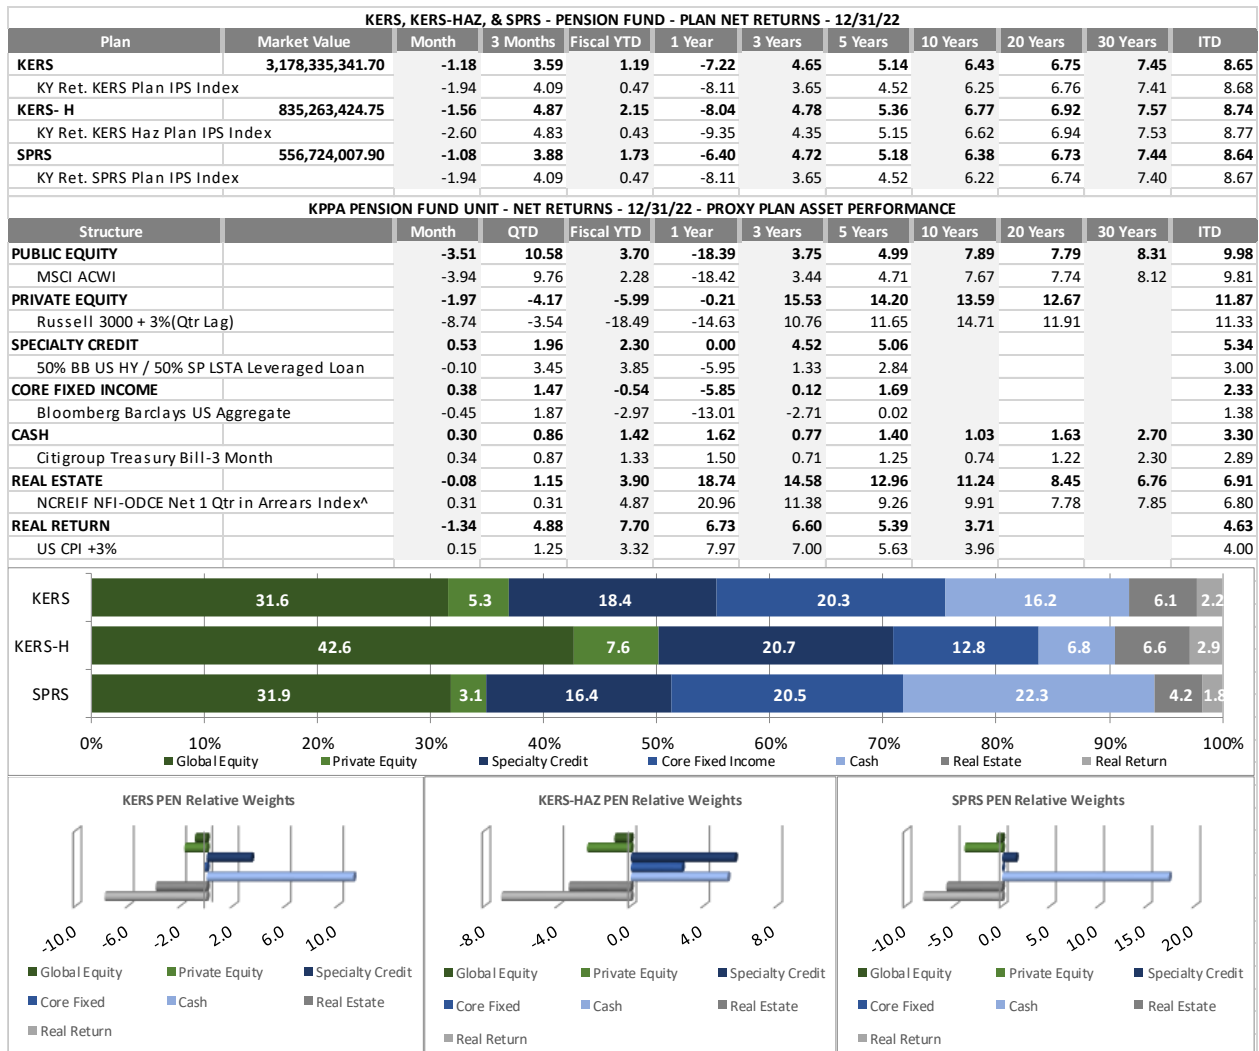 KERS, KERS-HAZ, & SPRS - PENSION FUND - PLAN NET RETURNS - 12/31/22
Plan Market Value Month 3 Months Fiscal YTD 1 Year 3 Years 5 Years 10 Years 20 Years 30 Years ITD
KERS 3,178,335,341.70 -1.18 3.59 1.19 -7.22 4.65 5.14 6.43 6.75 7.45 8.65
KY Ret. KERS Plan IPS Index -1.94 4.09 0.47 -8.11 3.65 4.52 6.25 6.76 7.41 8.68
KERS- H 835,263,424.75 -1.56 4.87 2.15 -8.04 4.78 5.36 6.77 6.92 7.57 8.74
KY Ret. KERS Haz Plan IPS Index -2.60 4.83 0.43 -9.35 4.35 5.15 6.62 6.94 7.53 8.77
SPRS 556,724,007.90 -1.08 3.88 1.73 -6.40 4.72 5.18 6.38 6.73 7.44 8.64
KY Ret. SPRS Plan IPS Index -1.94 4.09 0.47 -8.11 3.65 4.52 6.22 6.74 7.40 8.67
KPPA PENSION FUND UNIT - NET RETURNS - 12/31/22 - PROXY PLAN ASSET PERFORMANCE
Structure Month QTD Fiscal YTD 1 Year 3 Years 5 Years 10 Years 20 Years 30 Years ITD
PUBLIC EQUITY -3.51 10.58 3.70 -18.39 3.75 4.99 7.89 7.79 8.31 9.98
MSCI ACWI -3.94 9.76 2.28 -18.42 3.44 4.71 7.67 7.74 8.12 9.81
PRIVATE EQUITY -1.97 -4.17 -5.99 -0.21 15.53 14.20 13.59 12.67 11.87
Russell 3000 + 3%(Qtr Lag) -8.74 -3.54 -18.49 -14.63 10.76 11.65 14.71 11.91 11.33
SPECIALTY CREDIT 0.53 1.96 2.30 0.00 4.52 5.06 5.34
50% BB US HY / 50% SP LSTA Leveraged Loan -0.10 3.45 3.85 -5.95 1.33 2.84 3.00
CORE FIXED INCOME 0.38 1.47 -0.54 -5.85 0.12 1.69 2.33
Bloomberg Barclays US Aggregate -0.45 1.87 -2.97 -13.01 -2.71 0.02 1.38
CASH 0.30 0.86 1.42 1.62 0.77 1.40 1.03 1.63 2.70 3.30
Citigroup Treasury Bill-3 Month 0.34 0.87 1.33 1.50 0.71 1.25 0.74 1.22 2.30 2.89
REAL ESTATE -0.08 1.15 3.90 18.74 14.58 12.96 11.24 8.45 6.76 6.91
NCREIF NFI-ODCE Net 1 Qtr in Arrears Index^ 0.31 0.31 4.87 20.96 11.38 9.26 9.91 7.78 7.85 6.80
REAL RETURN -1.34 4.88 7.70 6.73 6.60 5.39 3.71 4.63
US CPI +3% 0.15 1.25 3.32 7.97 7.00 5.63 3.96 4.00
KERS 31.6 5.3 18.4 20.3 16.2 6.1 2.2
KERS-H 42.6 7.6 20.7 12.8 6.8 6.6 2.9
SPRS 31.9 3.1 16.4 20.5 22.3 4.2 1.8
0% 10% 20% 30% 40% 50% 60% 70% 80% 90% 100%
Global Equity Private Equity Specialty Credit Core Fixed Income Cash Real Estate Real Return
KERS PEN Relative Weights
-10.0 -6.0 -2.0 2.0 6.0 10.0
Global Equity Private Equity Specialty Credit
Core Fixed Cash Real Estate
Real Return
KERS-HAZ PEN Relative Weights
-8.0 -4.0 0.0 4.0 8.0
Global Equity Private Equity Specialty Credit
Core Fixed Cash Real Estate
Real Return
SPRS PEN Relative Weights
-10.0 -5.0 0.0 5.0 10.0 15.0 20.0
Global Equity Private Equity Specialty Credit
Core Fixed Cash Real Estate
Real Return